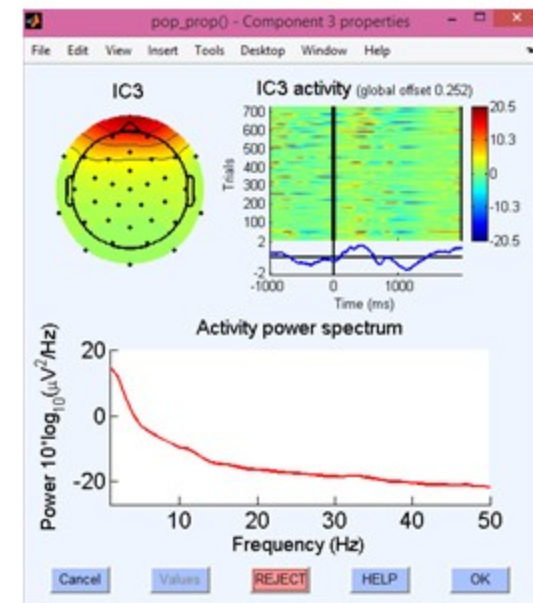 pop_prop() - Component 3 properties
File Edit View Insert Tools Desktop Window Help
IC3
IC3 activity (global offset 0.252)
Trials
700
600
500
400
300
200
100
2
-2
-1000 0 1000
Time (ms)
20.5
10.3
0
-10.3
-20.5
Activity power spectrum
Power 10*log10(μV²/Hz)
20
0
-20
10 20 30 40 50
Frequency (Hz)
Cancel Values REJECT HELP OK